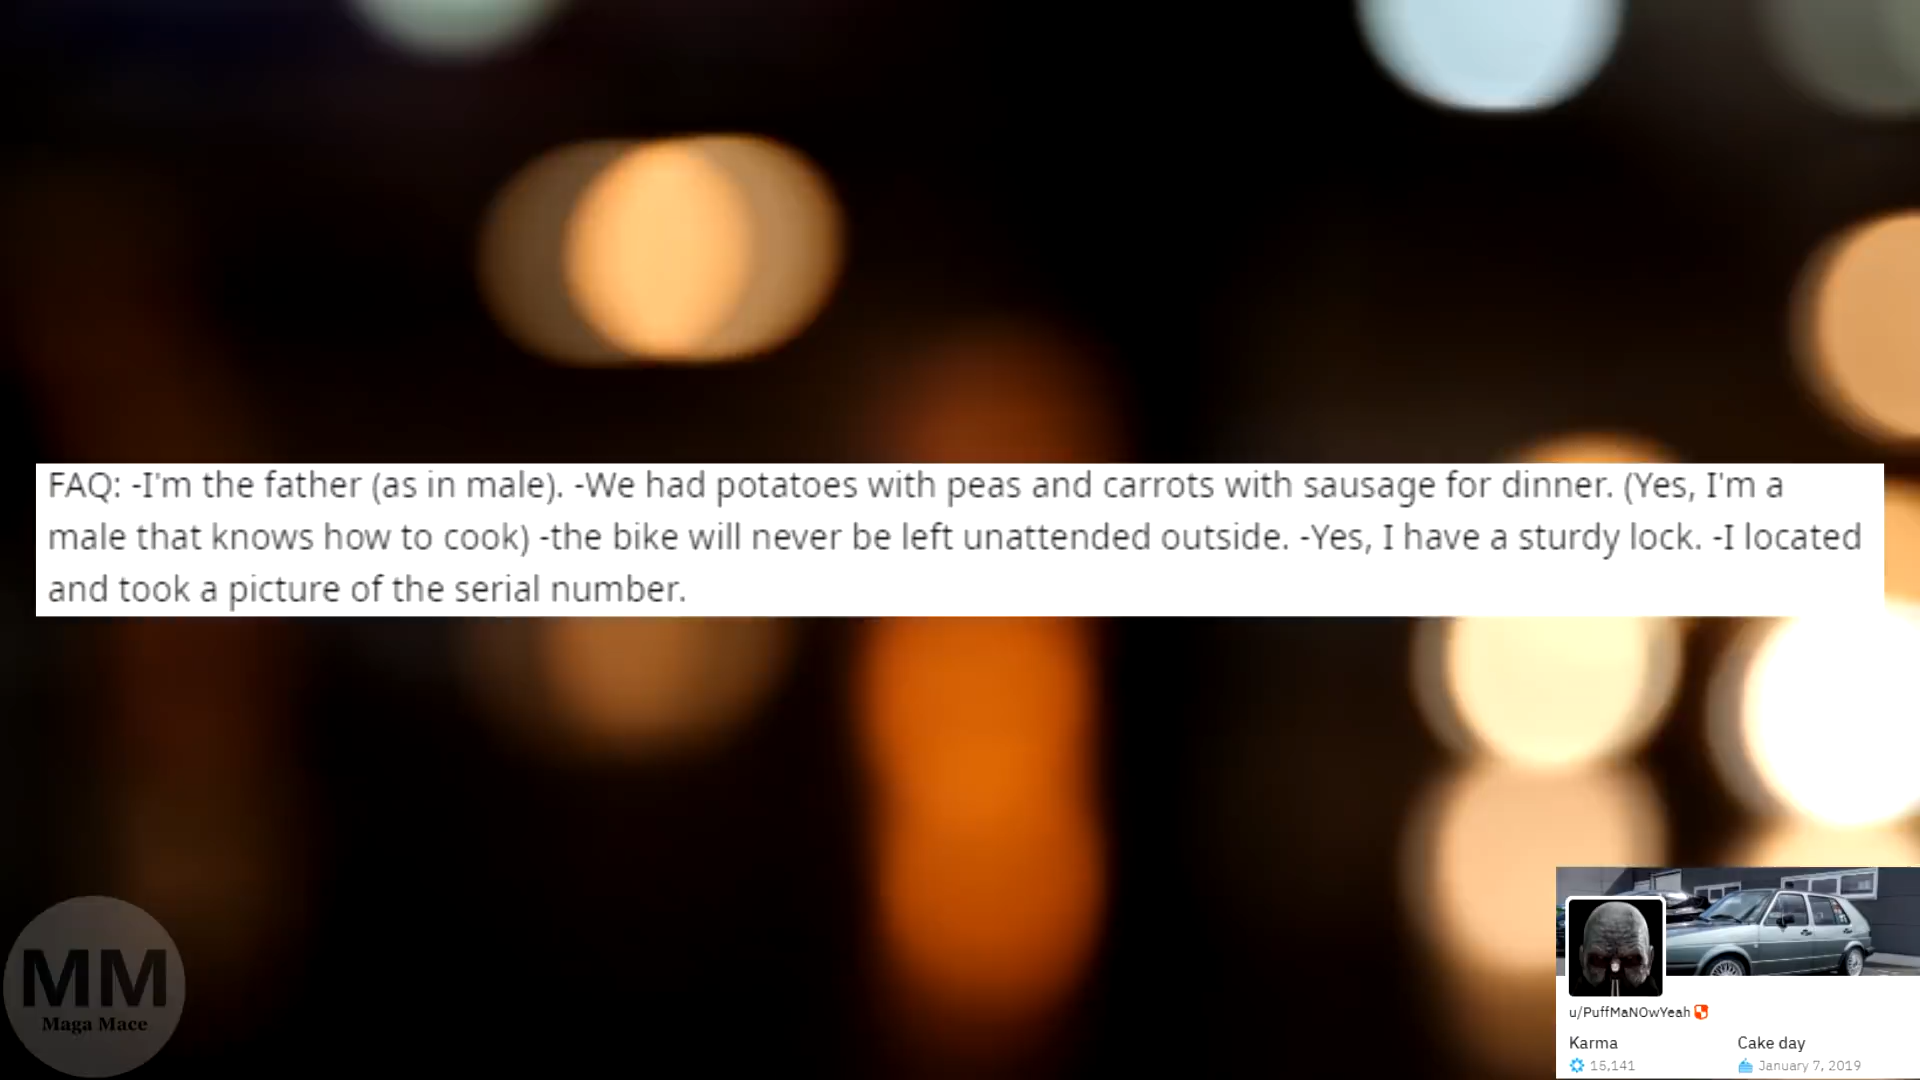 FAQ: -I'm the father (as in male). -We had potatoes with peas and carrots with sausage for dinner. (Yes, I'm a
male that knows how to cook) -the bike will never be left unattended outside. -Yes, I have a sturdy lock. -I located
and took a picture of the serial number.
MM
Maga Mace
u/PuffMaNOwYeah
Karma
Cake day
15,141
January 7, 2019